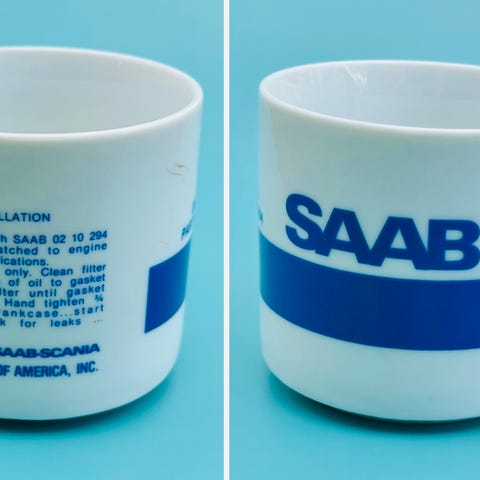 LLATION
h SAAB 02 10 294
atched to engine
ications.
only. Clean filter
of oil to gasket
lter until gasket
Hand tighten ¾
rankcase...start
k for leaks ...
SAAB-SCANIA
OF AMERICA, INC.
SAAB